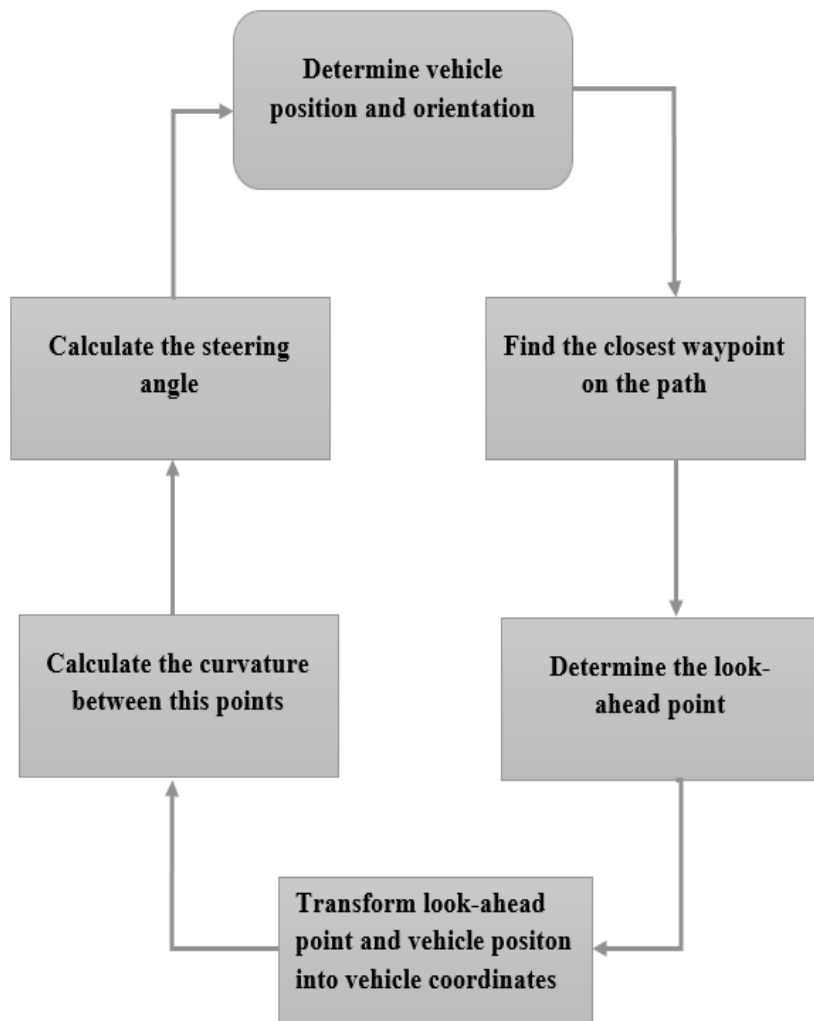 Determine vehicle
position and orientation
Find the closest waypoint
on the path
Determine the look-
ahead point
Transform look-ahead
point and vehicle positon
into vehicle coordinates
Calculate the curvature
between this points
Calculate the steering
angle